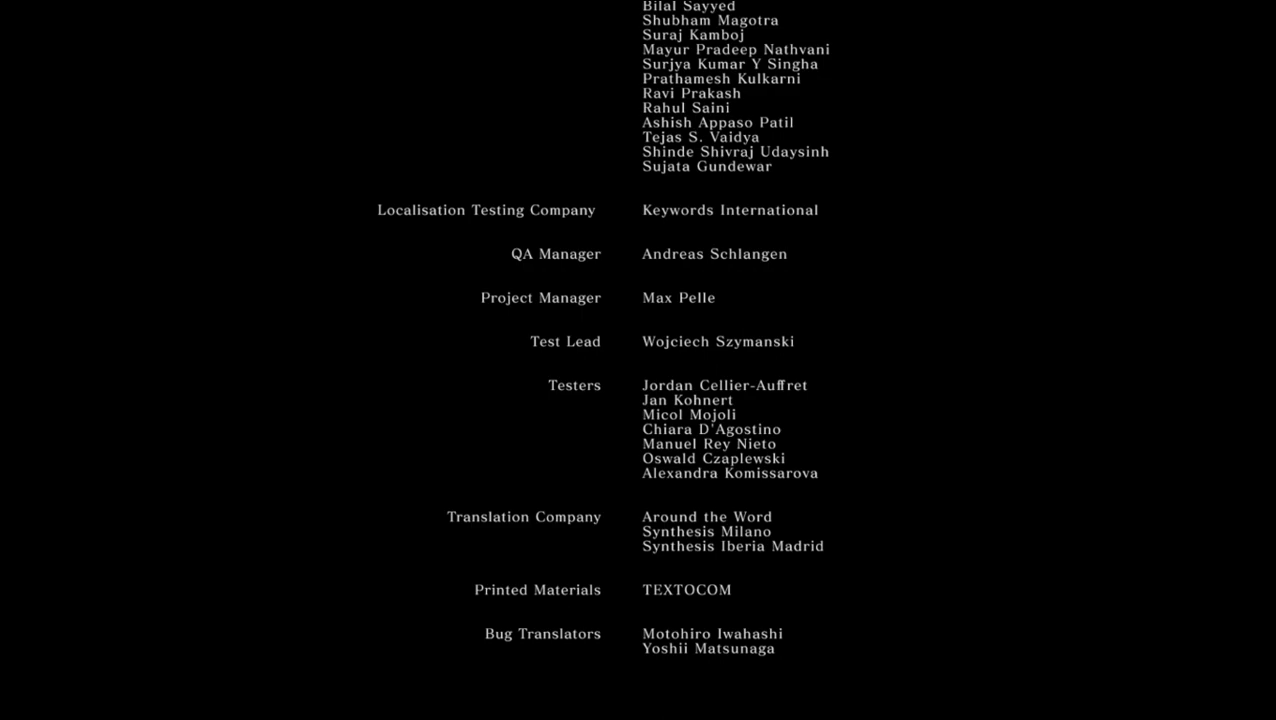 Bilal Sayyed
Shubham Magotra
Suraj Kamboj
Mayur Pradeep Nathvani
Surjya Kumar Y Singha
Prathamesh Kulkarni
Ravi Prakash
Rahul Saini
Ashish Appaso Patil
Tejas S. Vaidya
Shinde Shivraj Udaysinh
Sujata Gundewar
Localisation Testing Company Keywords International
QA Manager Andreas Schlangen
Project Manager Max Pelle
Test Lead Wojciech Szymanski
Testers Jordan Cellier-Auffret
Jan Kohnert
Micol Mojoli
Chiara D'Agostino
Manuel Rey Nieto
Oswald Czaplewski
Alexandra Komissarova
Translation Company Around the Word
Synthesis Milano
Synthesis Iberia Madrid
Printed Materials TEXTOCOM
Bug Translators Motohiro Iwahashi
Yoshii Matsunaga